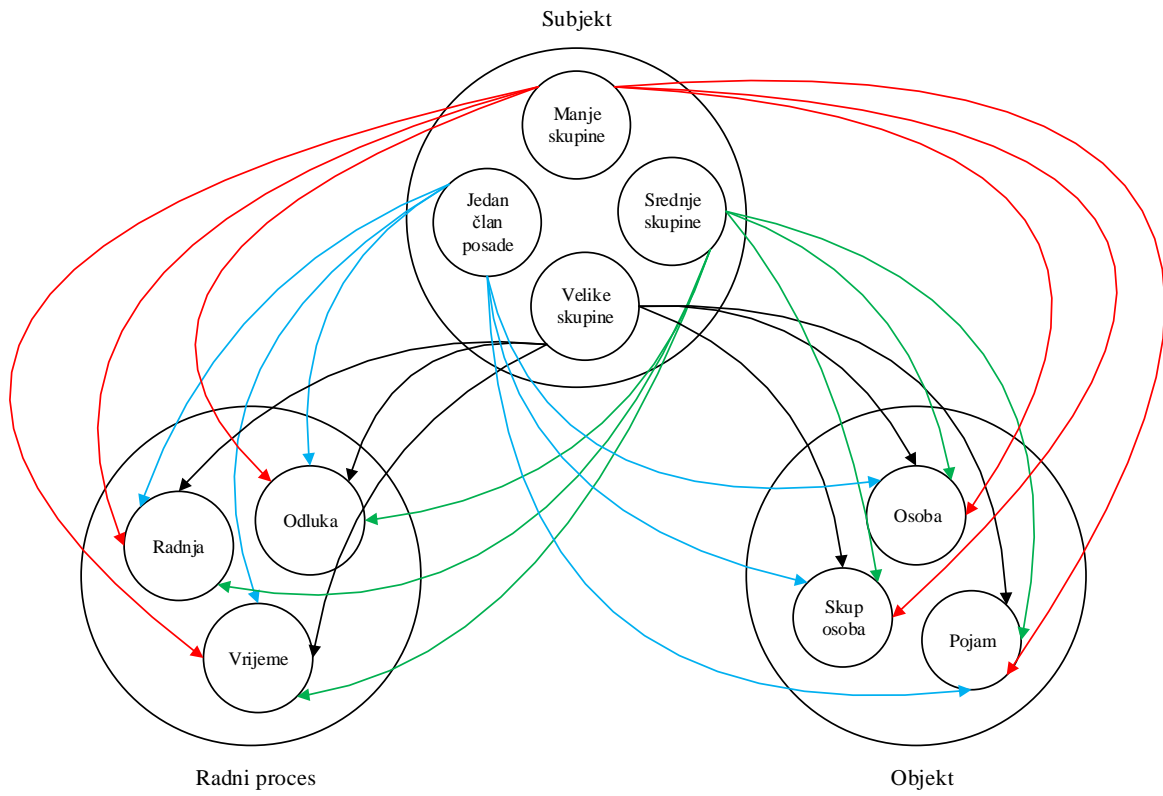 Subjekt
Manje
skupine
Jedan
član
posade
Srednje
skupine
Velike
skupine
Odluka
Radnja
Vrijeme
Osoba
Skup
osoba
Pojam
Radni proces
Objekt